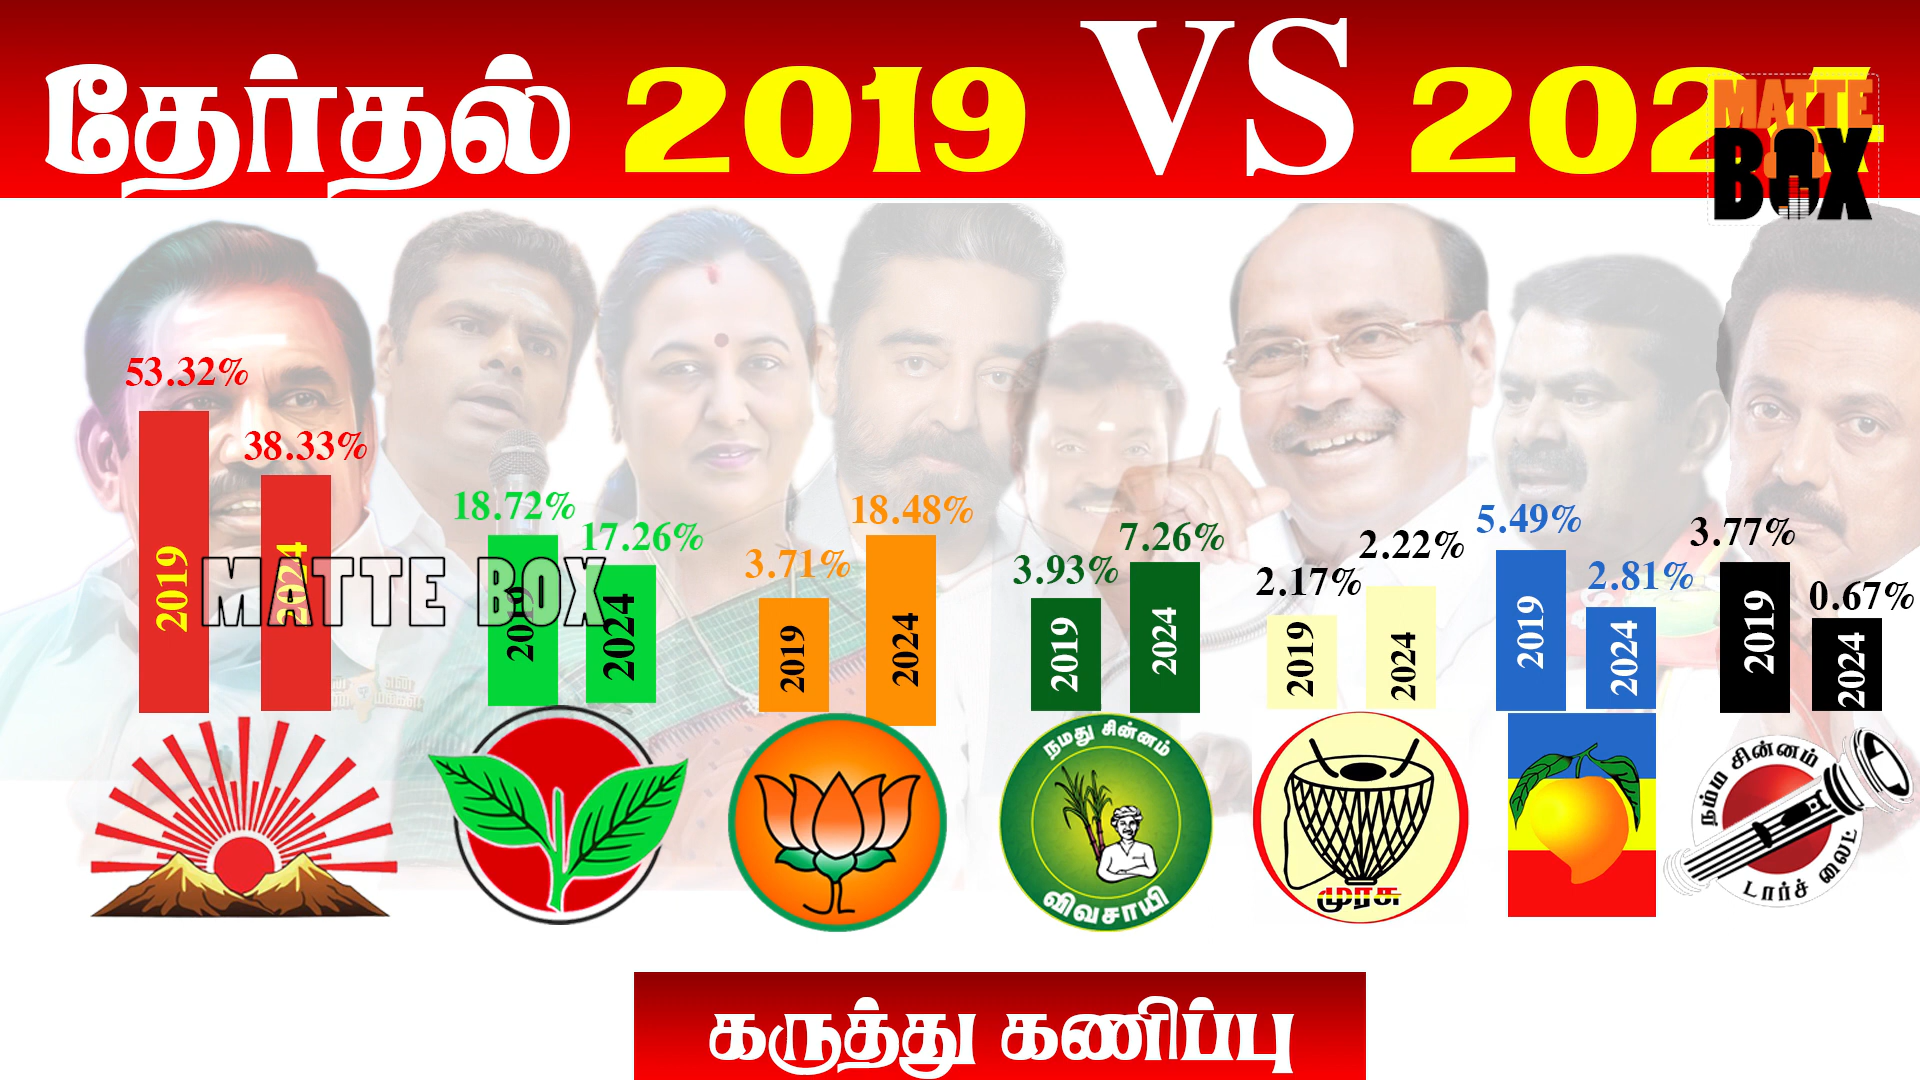 தேர்தல் 2019 VS 2024
MATTE
BOX
53.32%
38.33%
18.72%
17.26%
3.71%
18.48%
3.93%
7.26%
2.17%
2.22%
5.49%
2.81%
3.77%
0.67%
2019
2024
2019
2024
2019
2024
2019
2024
2019
2024
2019
2024
2019
2024
MATTE BOX
நமது சின்னம்
விவசாயி
முரசு
நம்ம சின்னம்
டார்ச் லைட்
கருத்து கணிப்பு